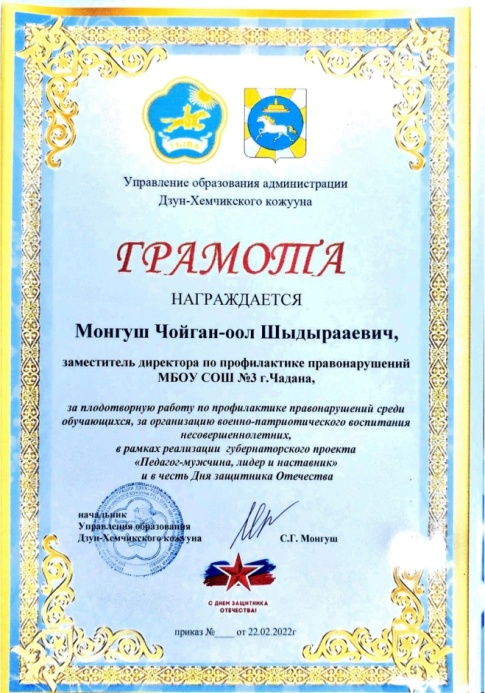 ТЫВА
Управление образования администрации
Дзун-Хемчикского кожууна
ГРАМОТА
НАГРАЖДАЕТСЯ
Монгуш Чойган-оол Шыдыраевич,
заместитель директора по профилактике правонарушений
МБОУ СОШ №3 г.Чадана,
за плодотворную работу по профилактике правонарушений среди
обучающихся, за организацию военно-патриотического воспитания
несовершеннолетних,
в рамках реализации губернаторского проекта
«Педагог-мужчина, лидер и наставник»
и в честь Дня защитника Отечества
начальник
Управления образования
Дзун-Хемчикского кожууна С.Г. Монгуш
С ДНЕМ ЗАЩИТНИКА
ОТЕЧЕСТВА!
приказ №____ от 22.02.2022г